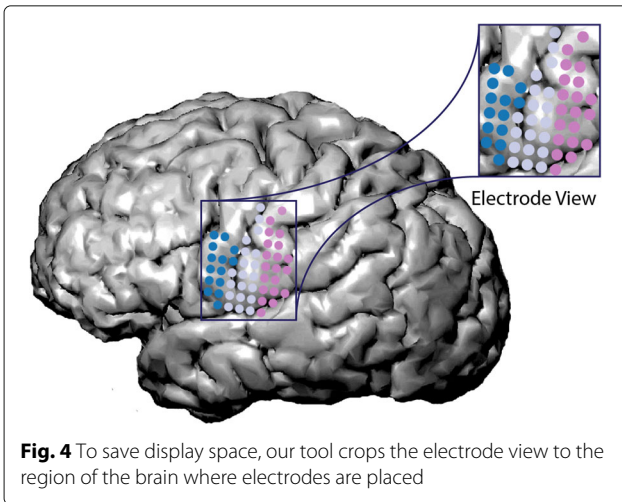 Electrode View
Fig. 4 To save display space, our tool crops the electrode view to the
region of the brain where electrodes are placed